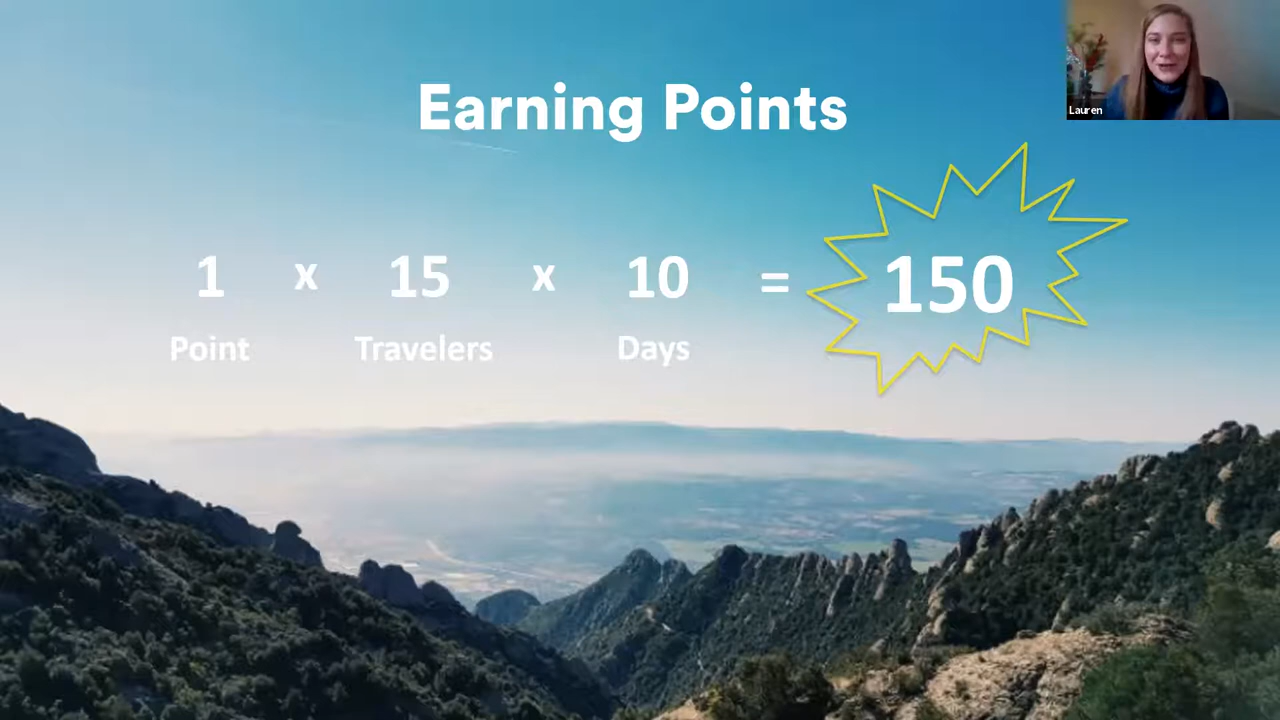 Earning Points
Lauren
1 x 15 x 10 = 150
Point Travelers Days